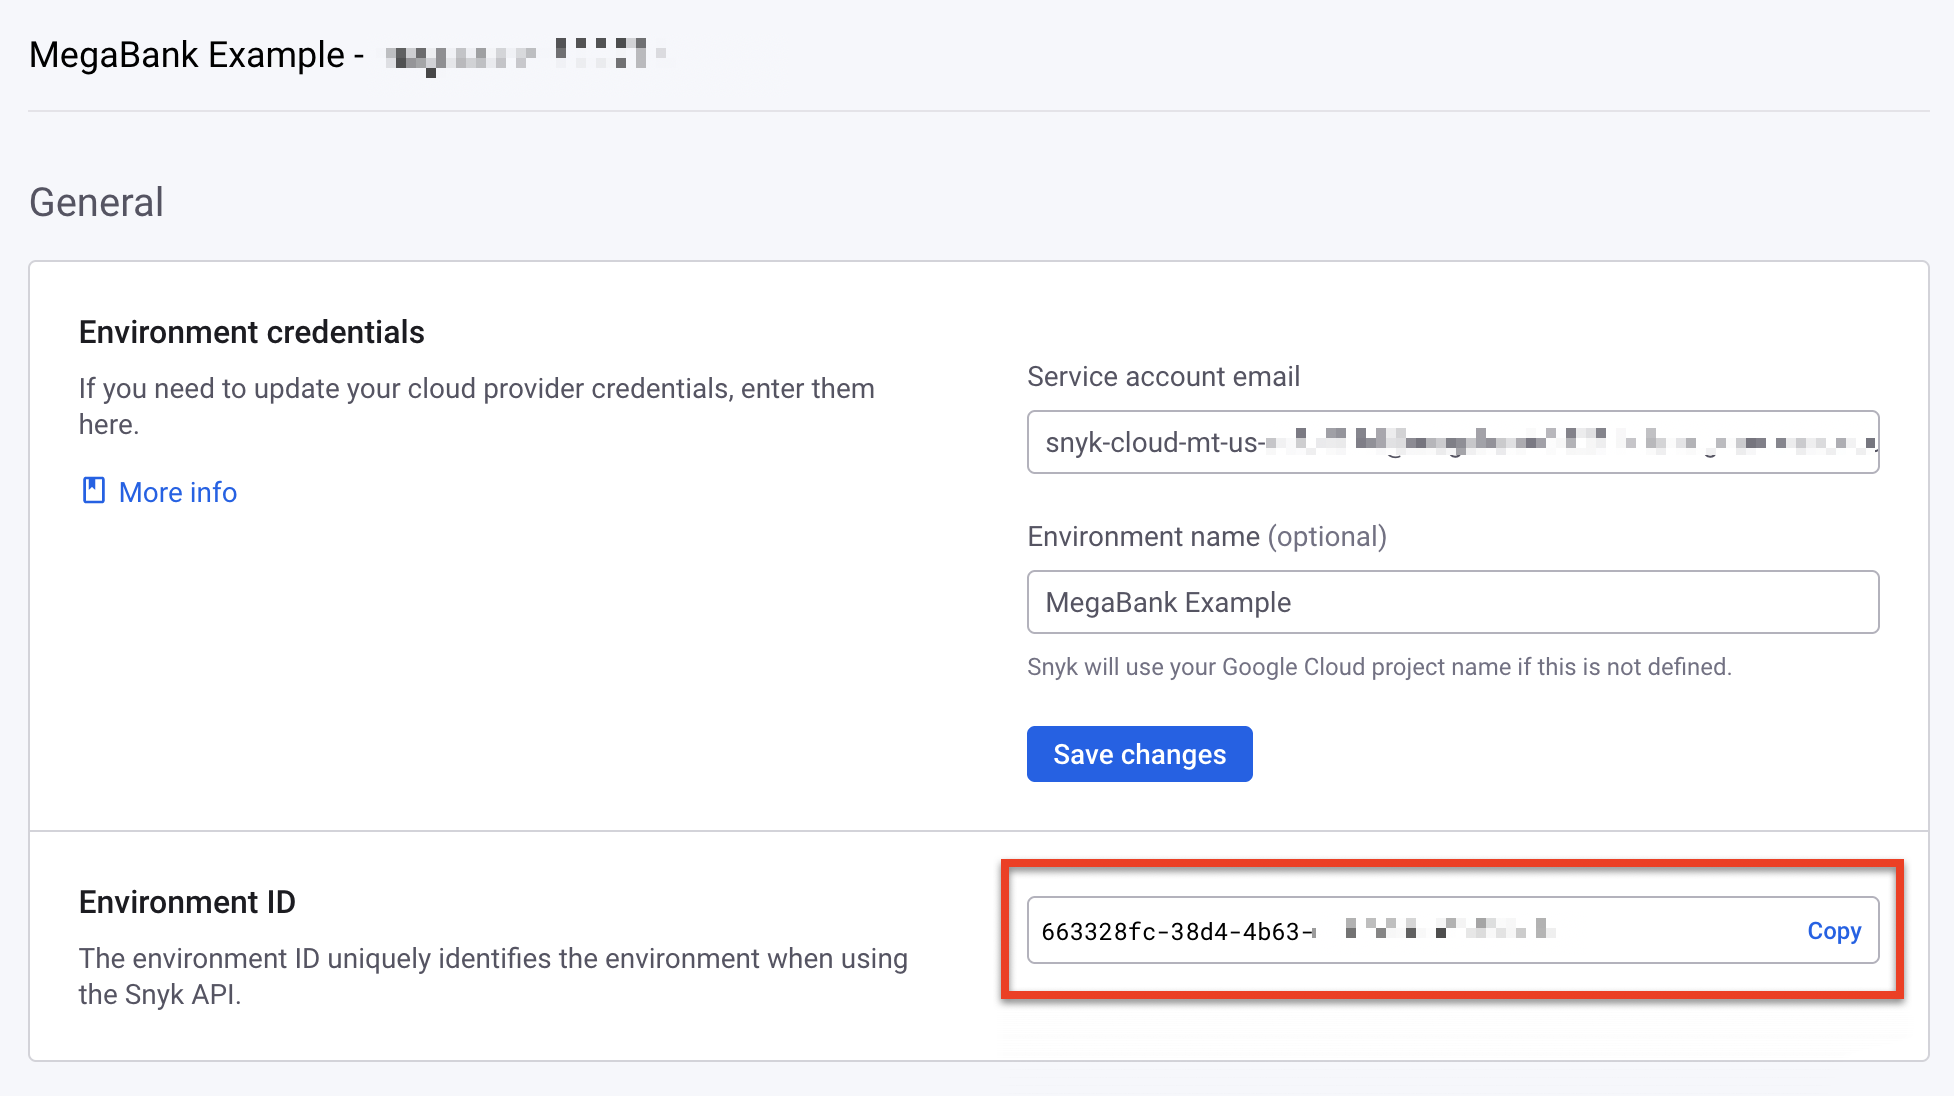 MegaBank Example -
General
Environment credentials
If you need to update your cloud provider credentials, enter them
here.
More info
Service account email
snyk-cloud-mt-us-
Environment name (optional)
MegaBank Example
Snyk will use your Google Cloud project name if this is not defined.
Save changes
Environment ID
The environment ID uniquely identifies the environment when using
the Snyk API.
663328fc-38d4-4b63-
Copy